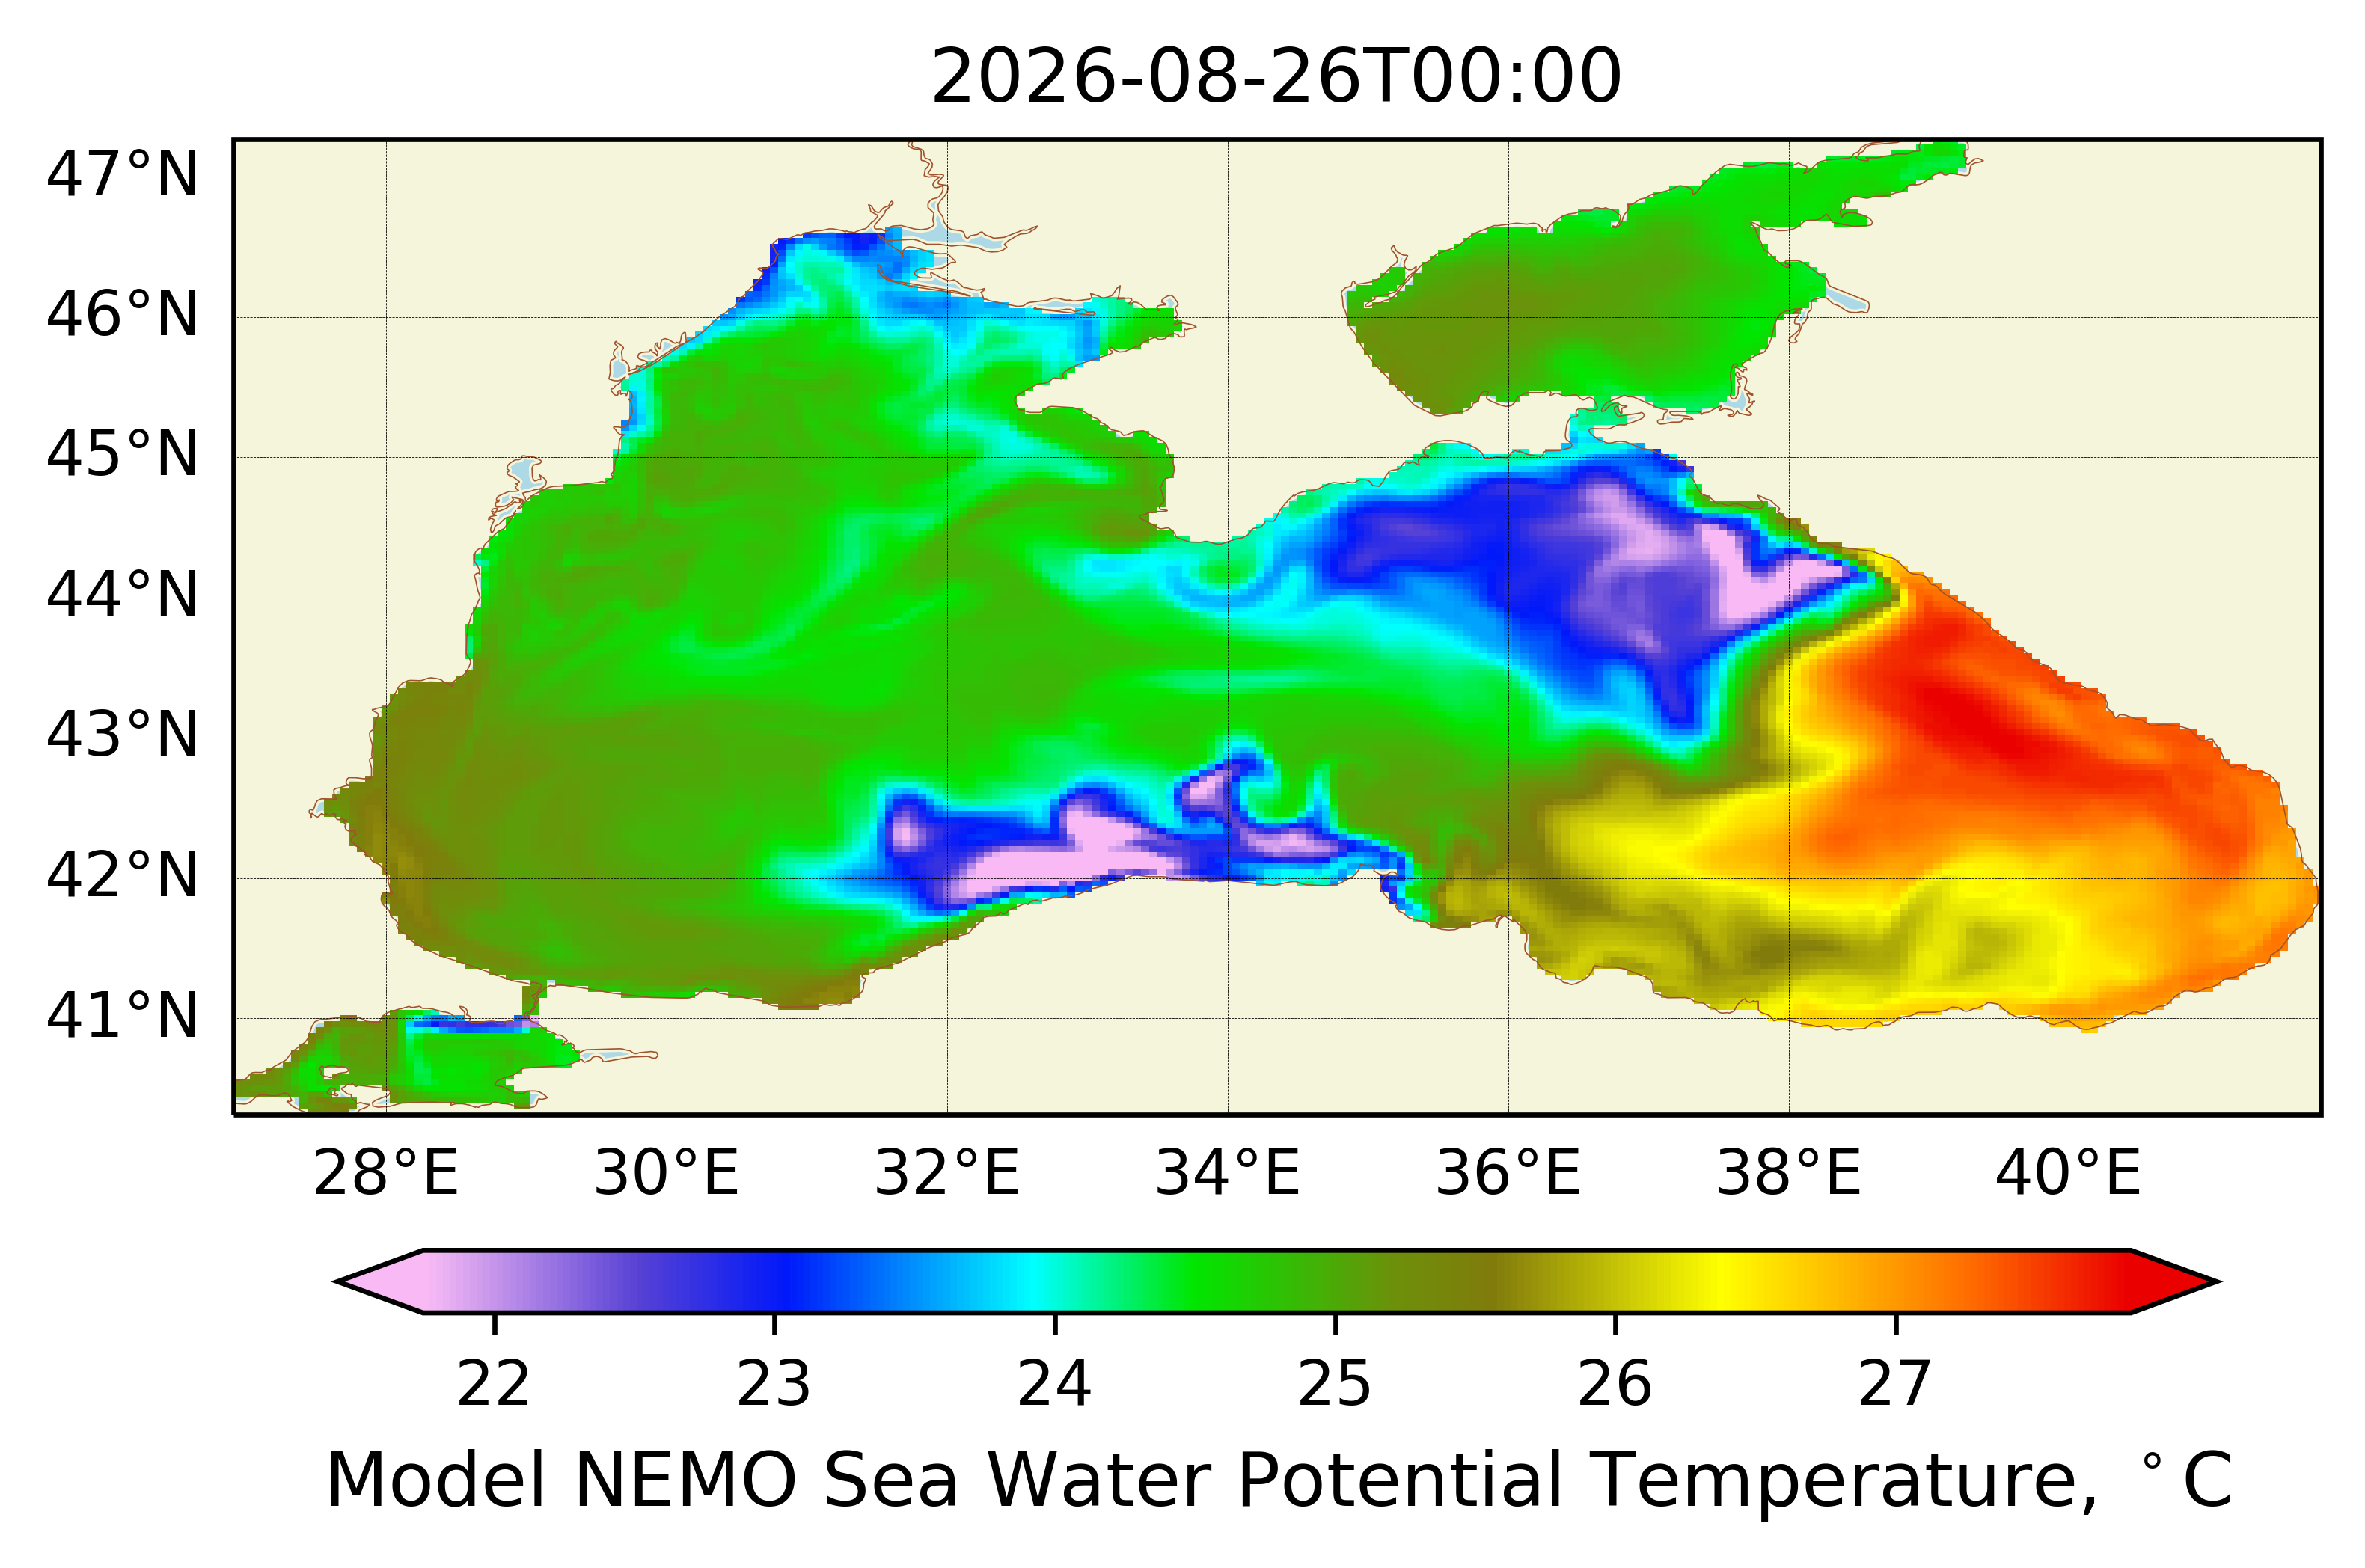 2026-08-26T00:00
47°N
46°N
45°N
44°N
43°N
42°N
41°N
28°E 30°E 32°E 34°E 36°E 38°E 40°E
22 23 24 25 26 27
Model NEMO Sea Water Potential Temperature, °C